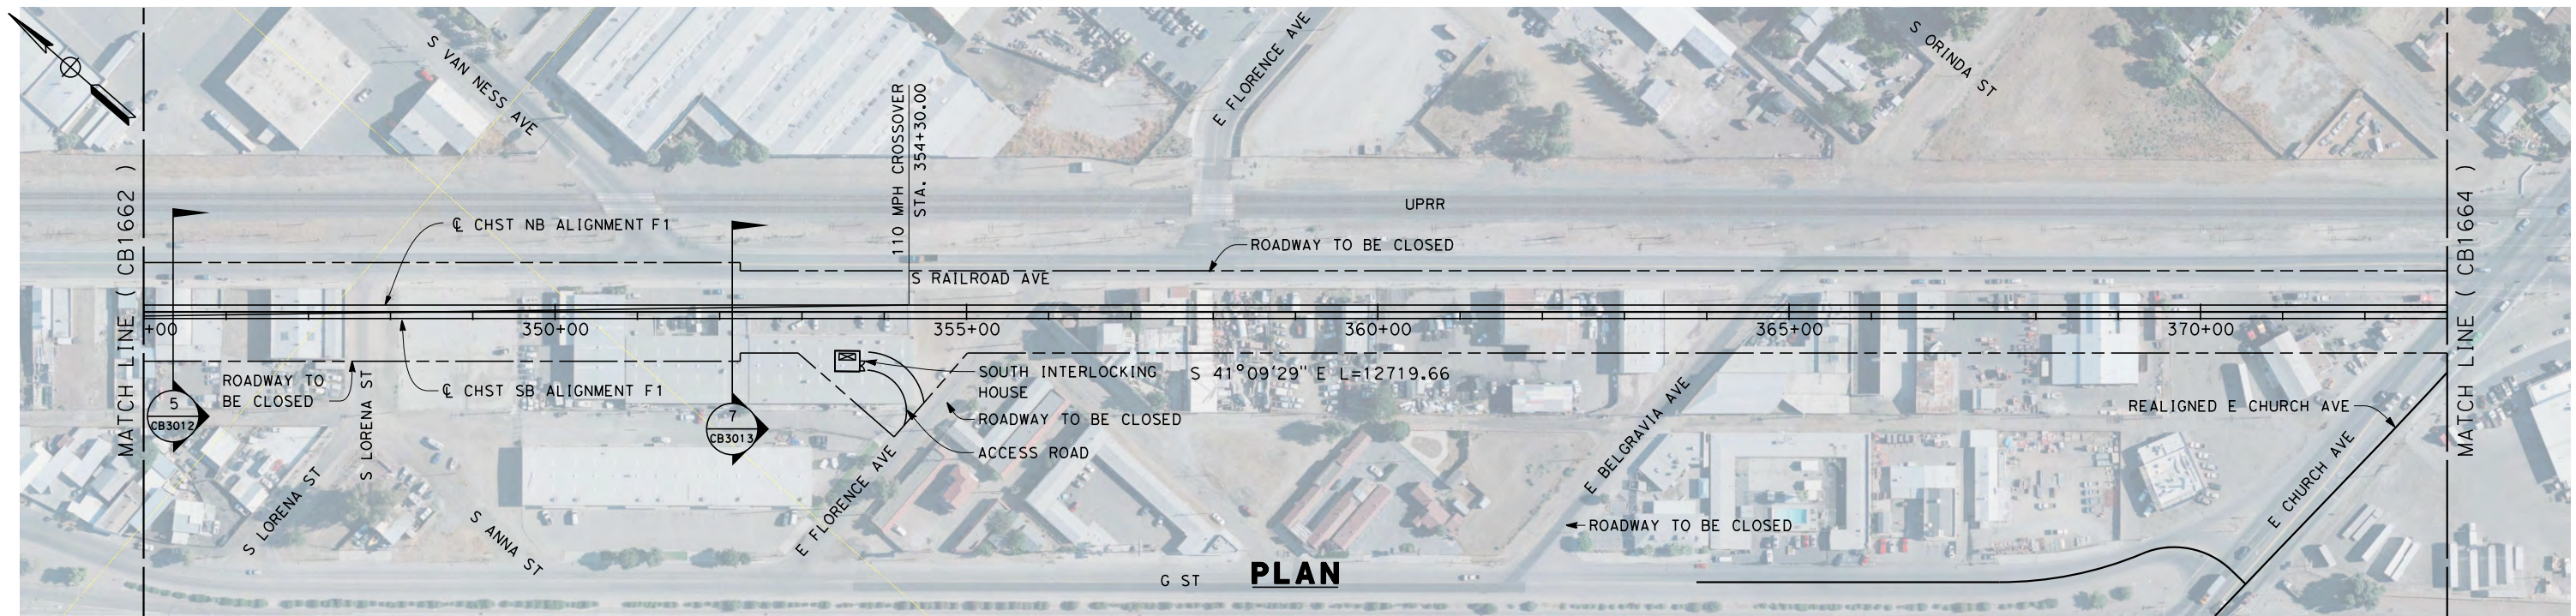 S VAN NESS AVE
110 MPH CROSSOVER
STA. 354+30.00
E FLORENCE AVE
S ORINDA ST
MATCH LINE ( CB1662 )
℄ CHST NB ALIGNMENT F1
UPRR
ROADWAY TO BE CLOSED
S RAILROAD AVE
MATCH LINE ( CB1664 )
+00
350+00
355+00
360+00
365+00
370+00
ROADWAY TO
BE CLOSED
S LORENA ST
℄ CHST SB ALIGNMENT F1
5
CB3012
7
CB3013
SOUTH INTERLOCKING
HOUSE
S 41°09'29" E L=12719.66
ROADWAY TO BE CLOSED
ACCESS ROAD
E BELGRAVIA AVE
REALIGNED E CHURCH AVE
S LORENA ST
S ANNA ST
E FLORENCE AVE
ROADWAY TO BE CLOSED
E CHURCH AVE
G ST
PLAN